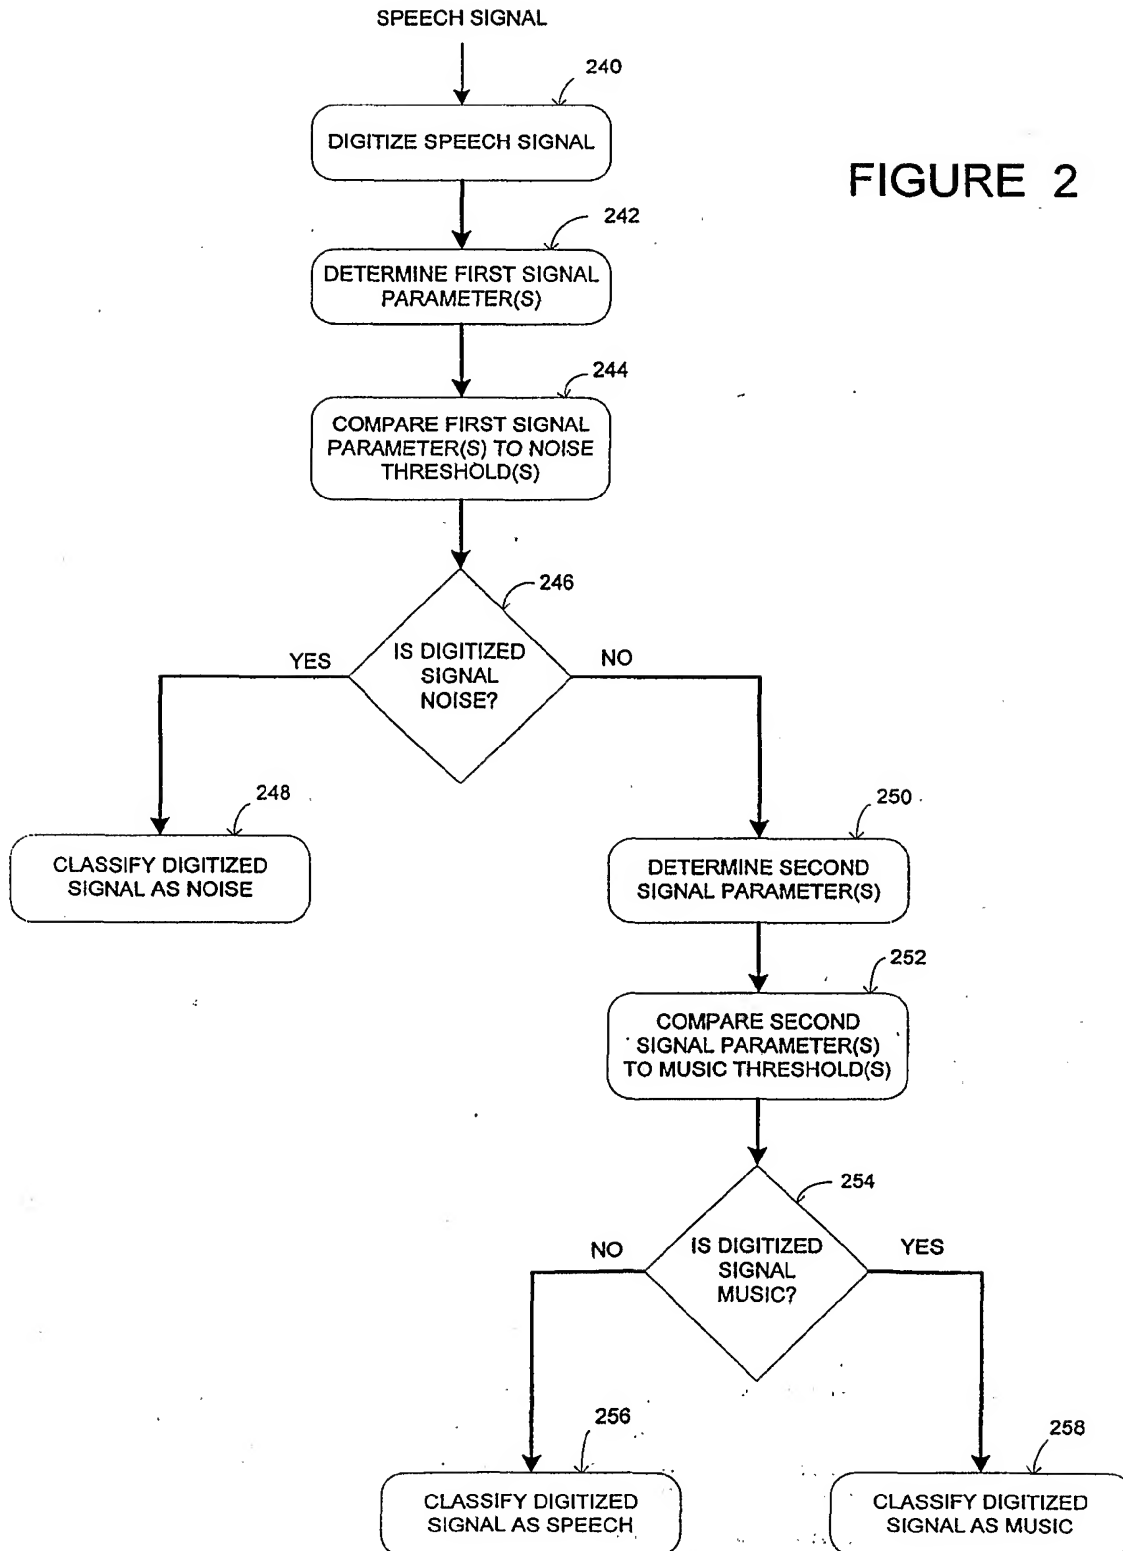 SPEECH SIGNAL
240
DIGITIZE SPEECH SIGNAL
FIGURE 2
242
DETERMINE FIRST SIGNAL
PARAMETER(S)
244
COMPARE FIRST SIGNAL
PARAMETER(S) TO NOISE
THRESHOLD(S)
246
IS DIGITIZED
SIGNAL
NOISE?
YES
NO
248
CLASSIFY DIGITIZED
SIGNAL AS NOISE
250
DETERMINE SECOND
SIGNAL PARAMETER(S)
252
COMPARE SECOND
SIGNAL PARAMETER(S)
TO MUSIC THRESHOLD(S)
254
IS DIGITIZED
SIGNAL
MUSIC?
NO
YES
256
CLASSIFY DIGITIZED
SIGNAL AS SPEECH
258
CLASSIFY DIGITIZED
SIGNAL AS MUSIC